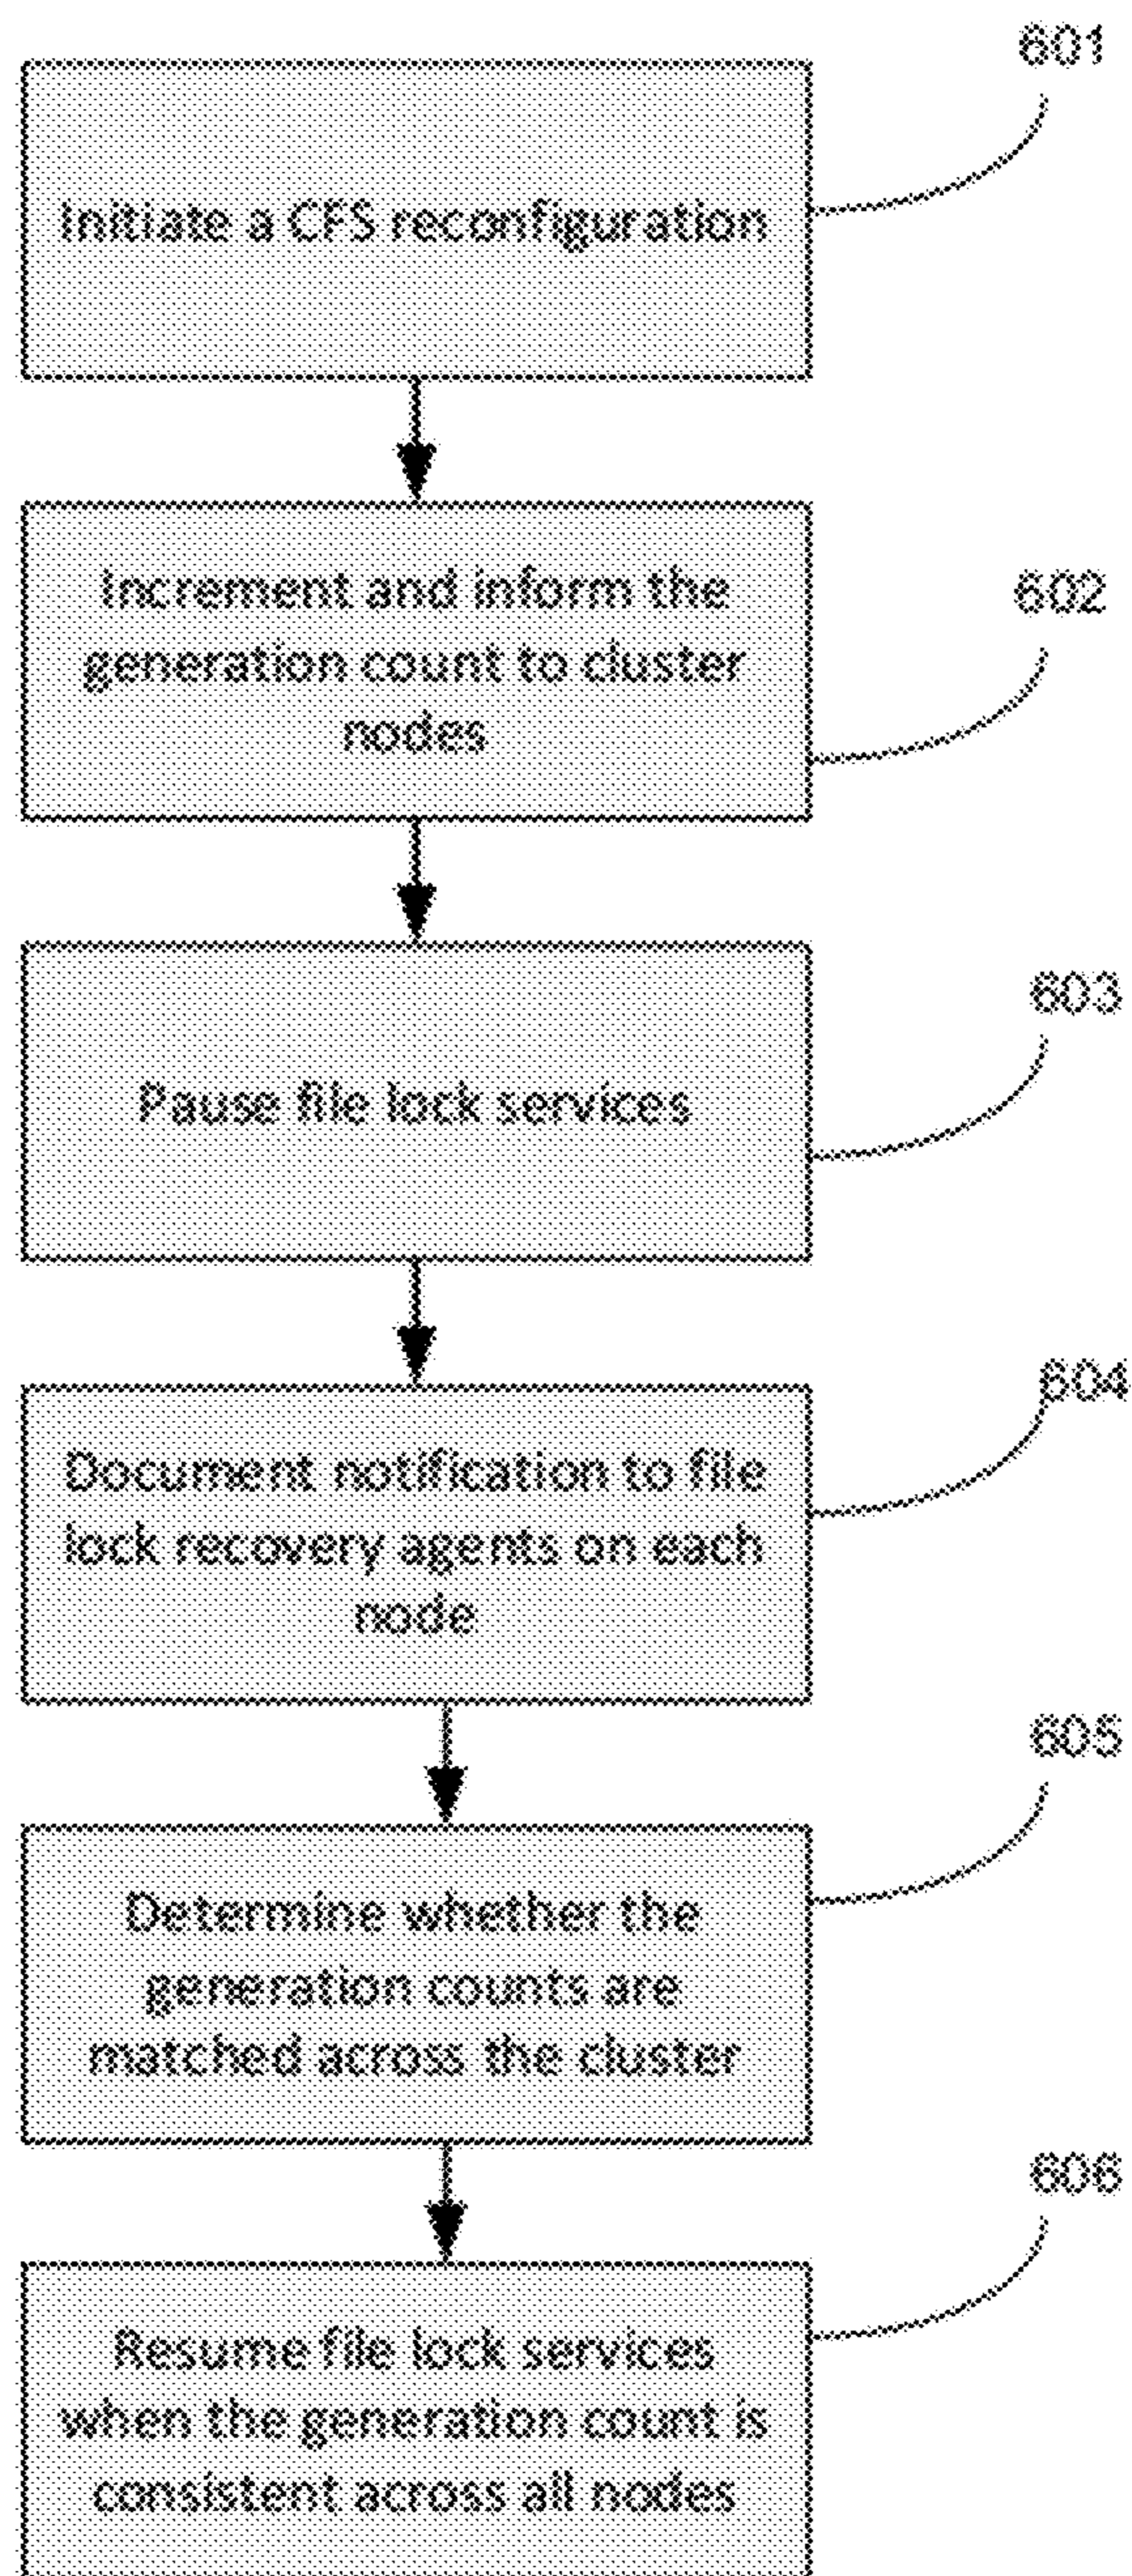 601
Initiate a CFS reconfiguration
602
Increment and inform the
generation count to cluster
nodes
603
Pause file lock services
604
Document notification to file
lock recovery agents on each
node
605
Determine whether the
generation counts are
matched across the cluster
606
Resume file lock services
when the generation count is
consistent across all nodes